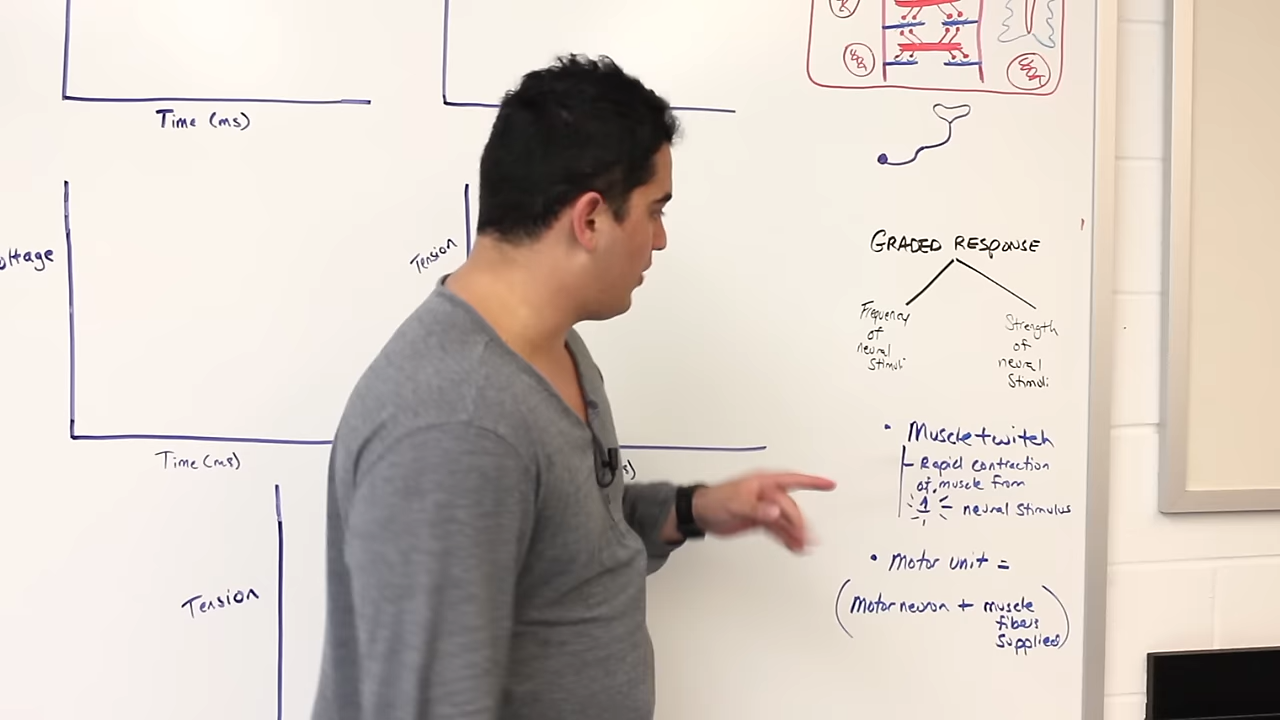 Time (ms)
oltage
Tension
Time (ms)
s)
Tension
GRADED RESPONSE
Frequency
of
neural
Stimuli
Strength
of
neural
Stimuli
• Muscle twitch
- Rapid contraction
of muscle from
1 neural Stimulus
• Motor unit =
(Motor neuron + muscle
fibers
supplied)